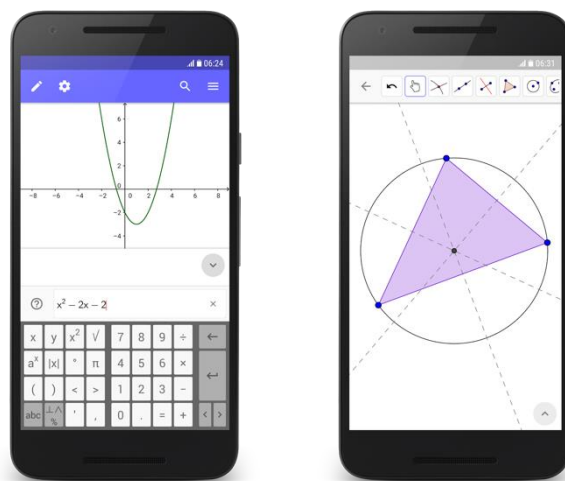 06:24
6
4
2
-8 -6 -4 -2 0 2 4 6 8
-2
-4
x² – 2x – 2 ×
x y x² √ 7 8 9 ÷ ←
aˣ |x| ° π 4 5 6 × ↵
( ) < > 1 2 3 −
abc ⊥∧% ' , 0 . = + < >
06:31